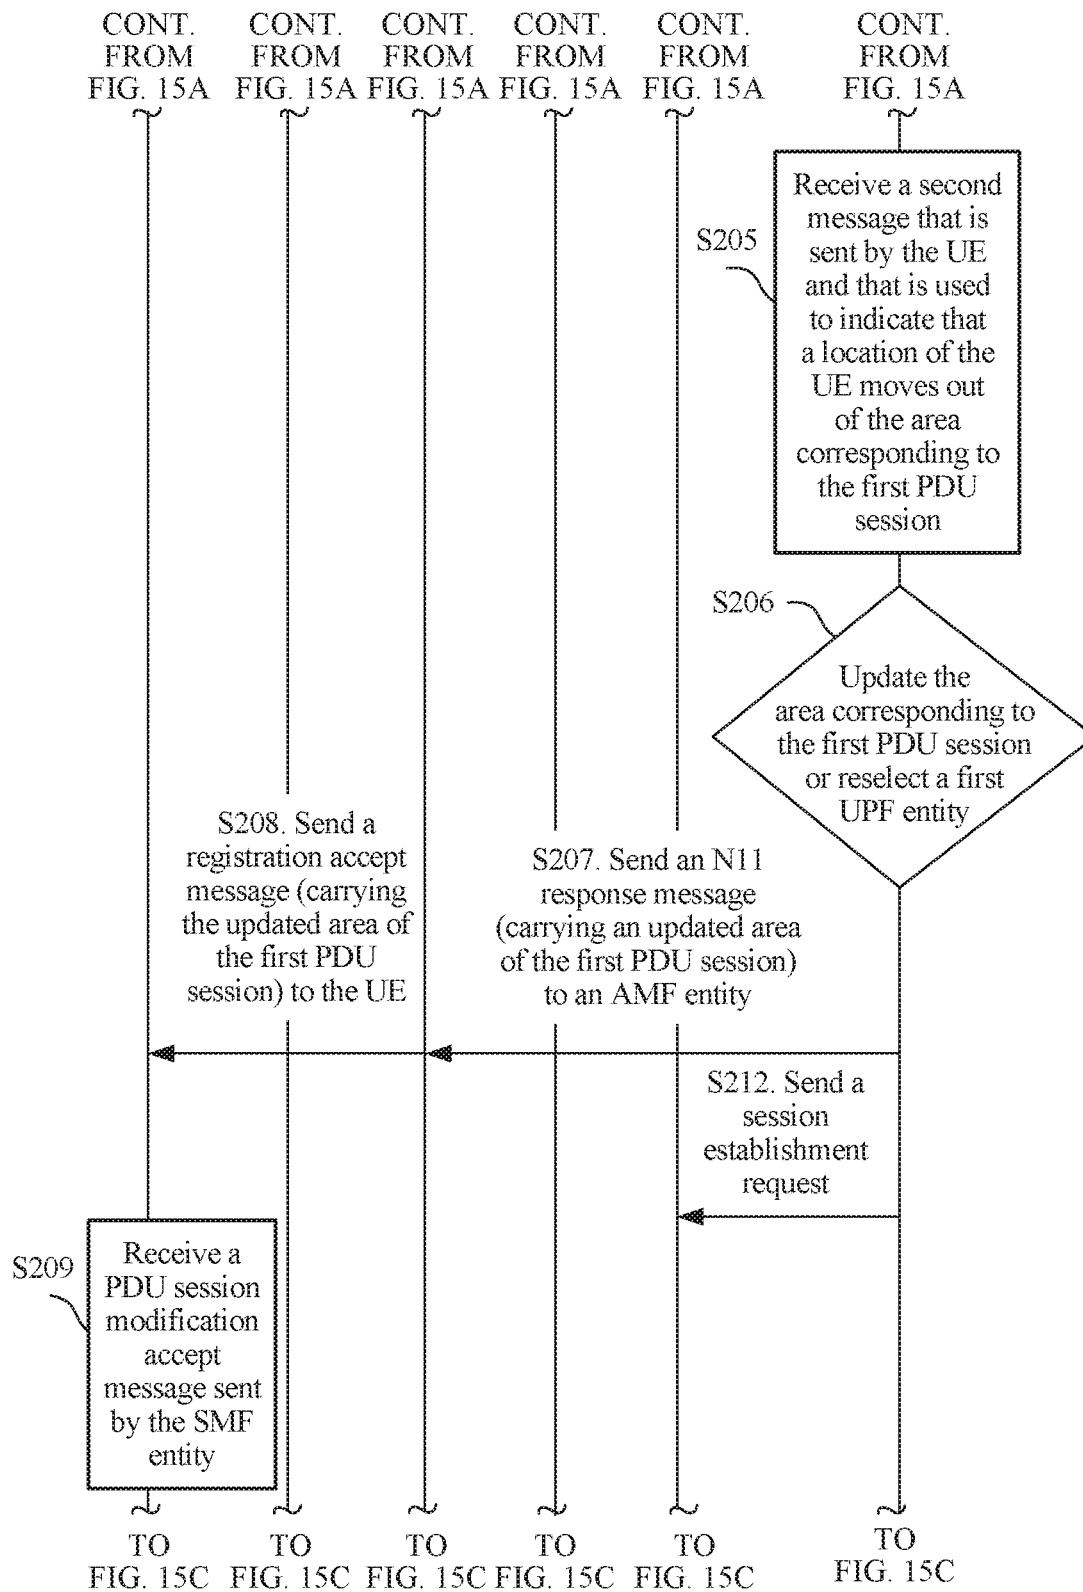 CONT. FROM FIG. 15A
CONT. FROM FIG. 15A
CONT. FROM FIG. 15A
CONT. FROM FIG. 15A
CONT. FROM FIG. 15A
CONT. FROM FIG. 15A
S205
Receive a second
message that is
sent by the UE
and that is used
to indicate that
a location of the
UE moves out
of the area
corresponding to
the first PDU
session
S206
Update the
area corresponding to
the first PDU session
or reselect a first
UPF entity
S208. Send a
registration accept
message (carrying
the updated area of
the first PDU
session) to the UE
S207. Send an N11
response message
(carrying an updated area
of the first PDU session)
to an AMF entity
S212. Send a
session
establishment
request
S209
Receive a
PDU session
modification
accept
message sent
by the SMF
entity
TO FIG. 15C
TO FIG. 15C
TO FIG. 15C
TO FIG. 15C
TO FIG. 15C
TO FIG. 15C